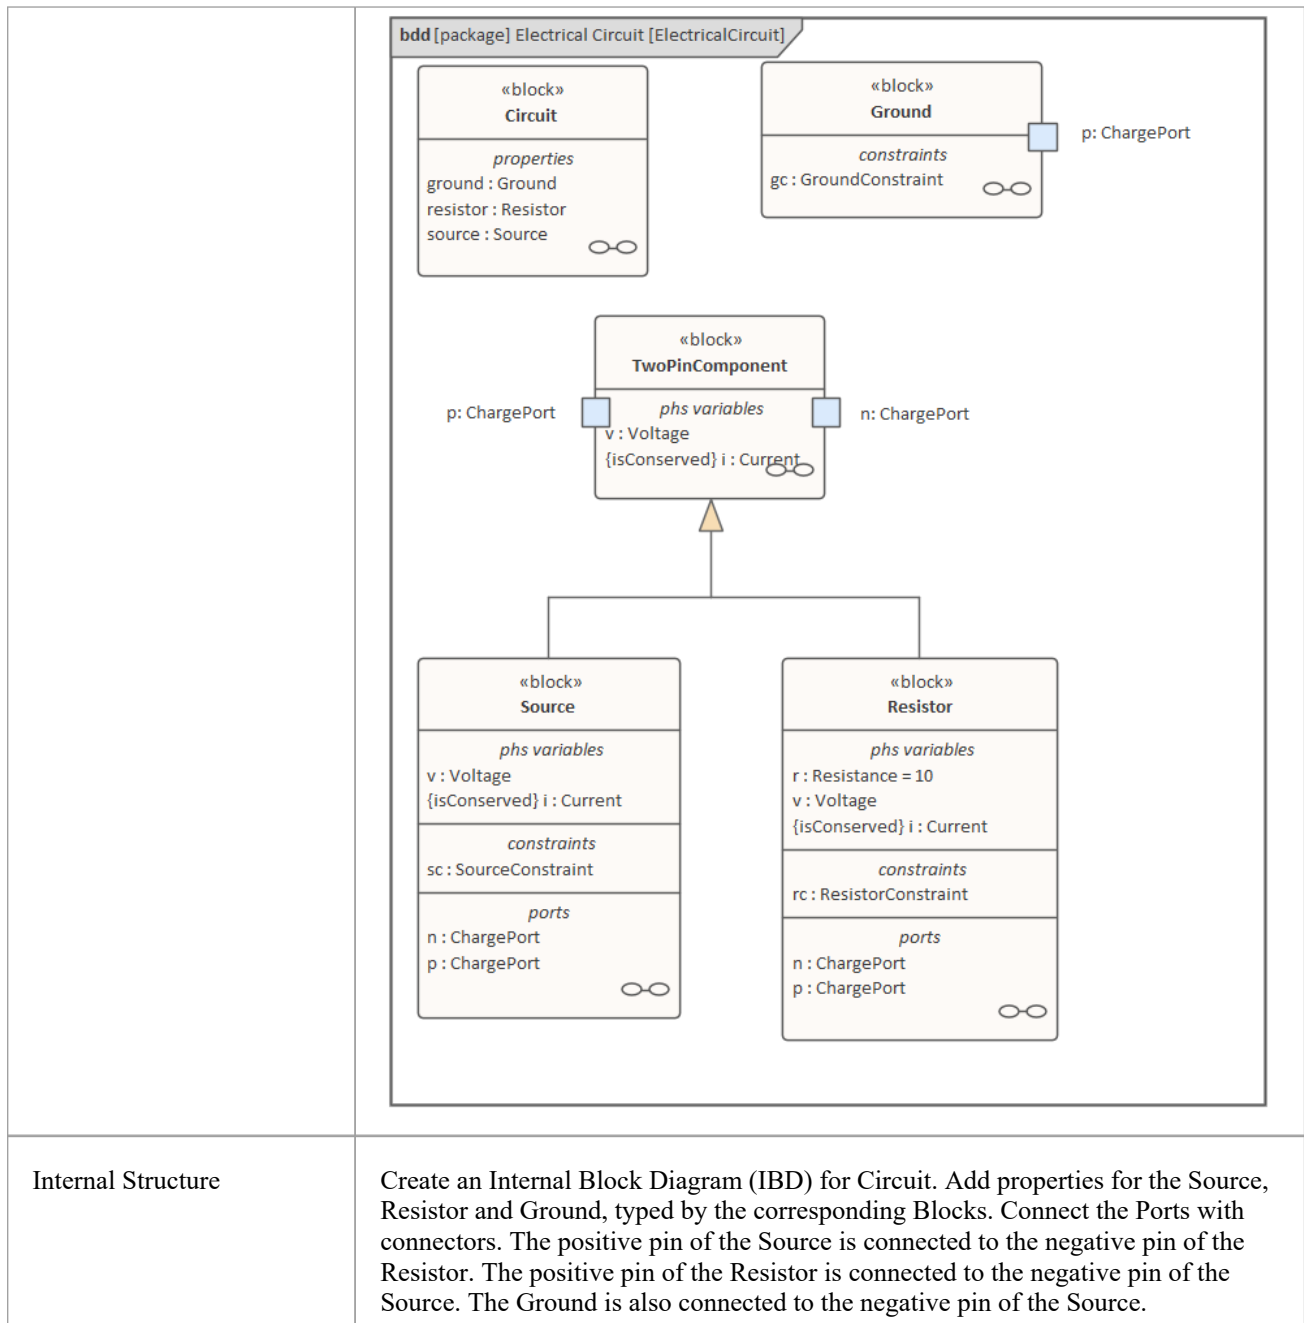 bdd [package] Electrical Circuit [ElectricalCircuit]
«block»
Circuit
properties
ground : Ground
resistor : Resistor
source : Source
«block»
Ground
constraints
gc : GroundConstraint
p: ChargePort
«block»
TwoPinComponent
p: ChargePort
phs variables
v : Voltage
{isConserved} i : Current
n: ChargePort
«block»
Source
phs variables
v : Voltage
{isConserved} i : Current
constraints
sc : SourceConstraint
ports
n : ChargePort
p : ChargePort
«block»
Resistor
phs variables
r : Resistance = 10
v : Voltage
{isConserved} i : Current
constraints
rc : ResistorConstraint
ports
n : ChargePort
p : ChargePort
Internal Structure
Create an Internal Block Diagram (IBD) for Circuit. Add properties for the Source,
Resistor and Ground, typed by the corresponding Blocks. Connect the Ports with
connectors. The positive pin of the Source is connected to the negative pin of the
Resistor. The positive pin of the Resistor is connected to the negative pin of the
Source. The Ground is also connected to the negative pin of the Source.